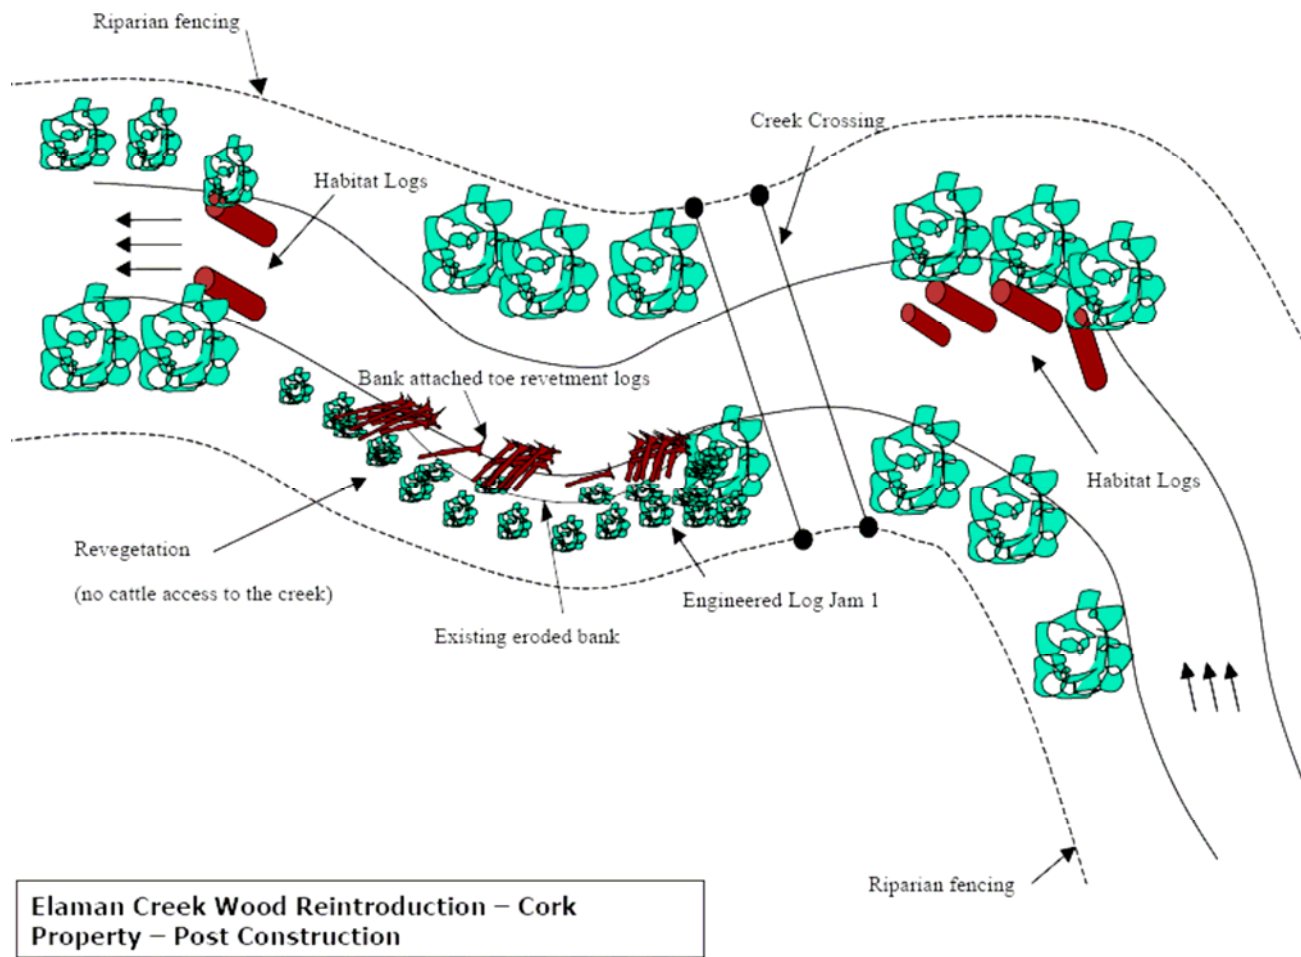 Riparian fencing
Creek Crossing
Habitat Logs
Bank attached toe revetment logs
Habitat Logs
Revetation
(no cattle access to the creek)
Engineered Log Jam 1
Existing eroded bank
Riparian fencing
Elaman Creek Wood Reintroduction – Cork
Property – Post Construction